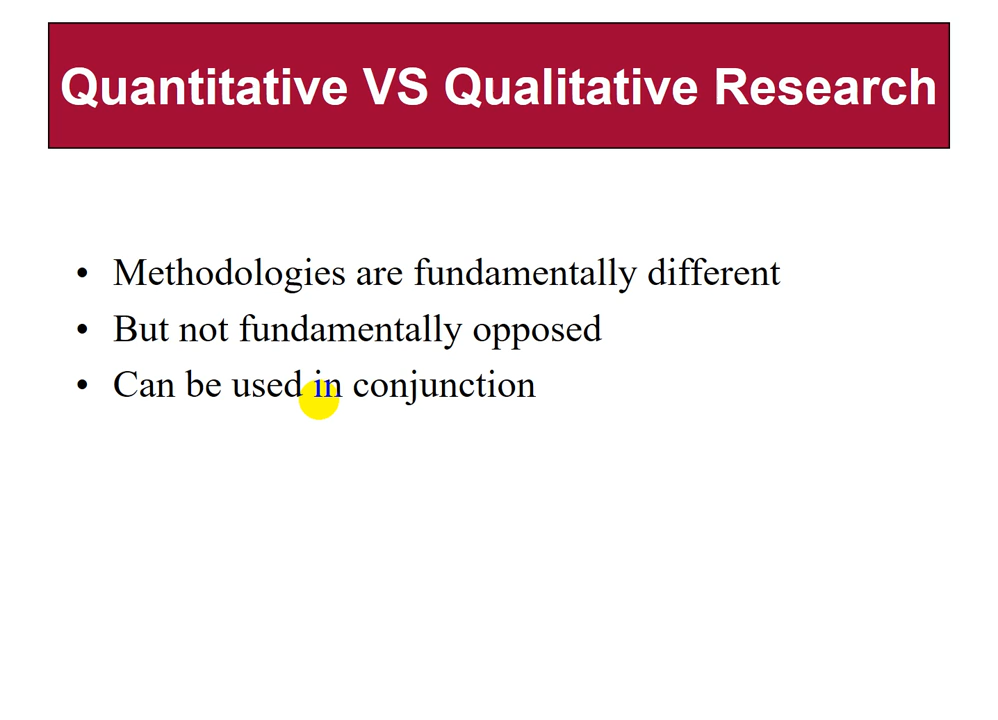 Quantitative VS Qualitative Research
• Methodologies are fundamentally different
• But not fundamentally opposed
• Can be used in conjunction